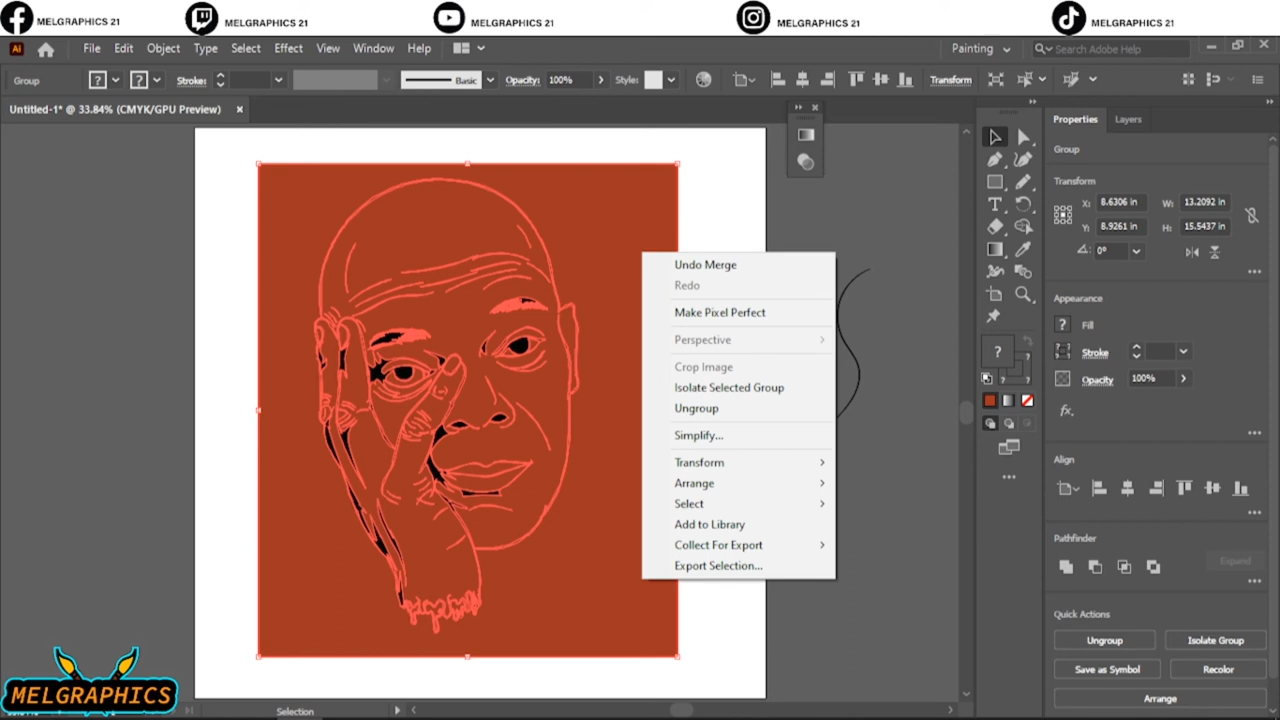 MELGRAPHICS 21 MELGRAPHICS 21 MELGRAPHICS 21 MELGRAPHICS 21 MELGRAPHICS 21
Ai File Edit Object Type Select Effect View Window Help Painting Search Adobe Help
Group ? ? Stroke: Basic Opacity: 100% Style: Transform
Untitled-1* @ 33.84% (CMYK/GPU Preview) ×
Properties Layers
Group
Transform
X: 8.6306 in W: 13.2092 in
Y: 8.9261 in H: 15.5437 in
0°
Undo Merge
Redo
Make Pixel Perfect
Perspective
Crop Image
Isolate Selected Group
Ungroup
Simplify...
Transform
Arrange
Select
Add to Library
Collect For Export
Export Selection...
T
?
?
?
? ?
Appearance
? Fill
Stroke
Opacity 100%
fx.
Align
Pathfinder
Expand
Quick Actions
Ungroup Isolate Group
Save as Symbol Recolor
Arrange
MELGRAPHICS
Selection